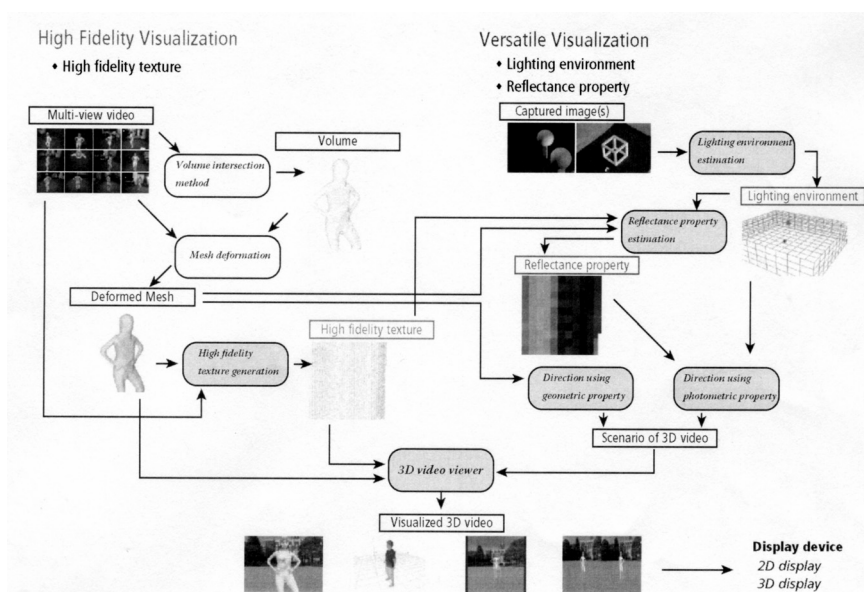 High Fidelity Visualization
♦ High fidelity texture
Versatile Visualization
♦ Lighting environment
♦ Reflectance property
Multi-view video
Volume intersection
method
Volume
Mesh deformation
Deformed Mesh
High fidelity
texture generation
High fidelity texture
Captured image(s)
Lighting environment
estimation
Lighting environment
Reflectance property
estimation
Reflectance property
Direction using
geometric property
Direction using
photometric property
Scenario of 3D video
3D video viewer
Visualized 3D video
Display device
2D display
3D display